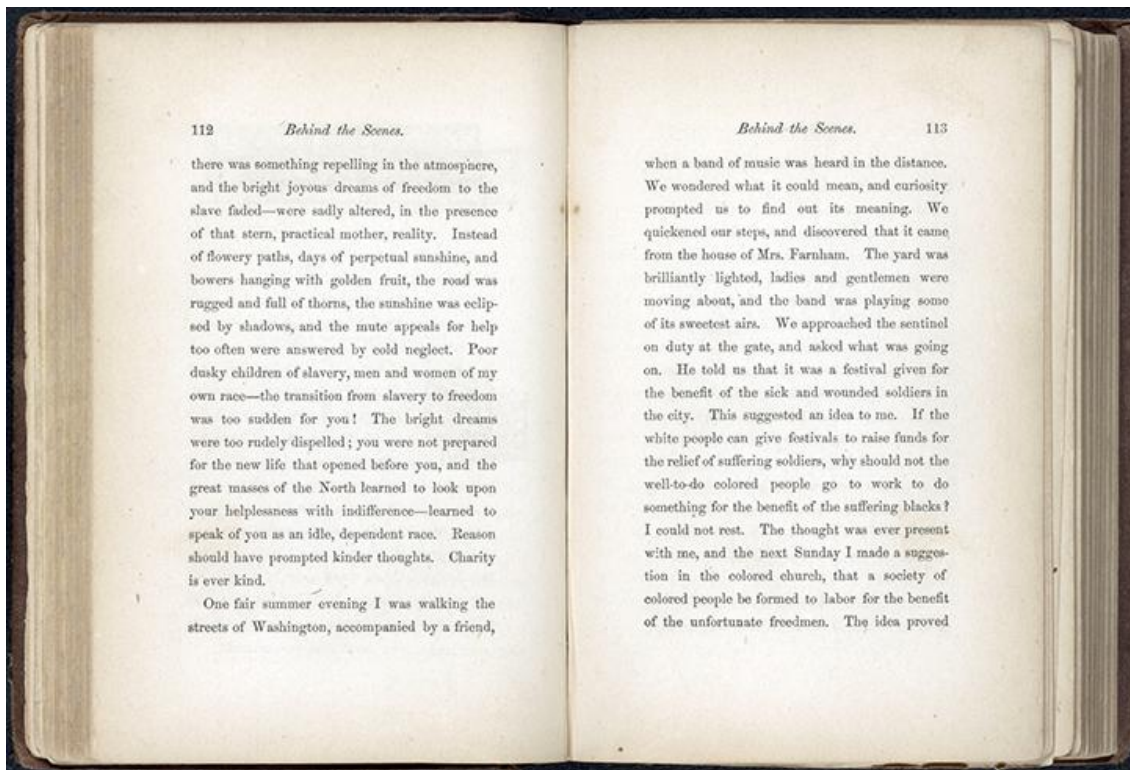 112 Behind the Scenes.
there was something repelling in the atmosphere,
and the bright joyous dreams of freedom to the
slave faded—were sadly altered, in the presence
of that stern, practical mother, reality. Instead
of flowery paths, days of perpetual sunshine, and
bowers hanging with golden fruit, the road was
rugged and full of thorns, the sunshine was eclip-
sed by shadows, and the mute appeals for help
too often were answered by cold neglect. Poor
dusky children of slavery, men and women of my
own race—the transition from slavery to freedom
was too sudden for you! The bright dreams
were too rudely dispelled; you were not prepared
for the new life that opened before you, and the
great masses of the North learned to look upon
your helplessness with indifference—learned to
speak of you as an idle, dependent race. Reason
should have prompted kinder thoughts. Charity
is ever kind.
One fair summer evening I was walking the
streets of Washington, accompanied by a friend,
Behind the Scenes. 113
when a band of music was heard in the distance.
We wondered what it could mean, and curiosity
prompted us to find out its meaning. We
quickened our steps, and discovered that it came
from the house of Mrs. Farnham. The yard was
brilliantly lighted, ladies and gentlemen were
moving about, and the band was playing some
of its sweetest airs. We approached the sentinel
on duty at the gate, and asked what was going
on. He told us that it was a festival given for
the benefit of the sick and wounded soldiers in
the city. This suggested an idea to me. If the
white people can give festivals to raise funds for
the relief of suffering soldiers, why should not the
well-to-do colored people go to work to do
something for the benefit of the suffering blacks?
I could not rest. The thought was ever present
with me, and the next Sunday I made a sugges-
tion in the colored church, that a society of
colored people be formed to labor for the benefit
of the unfortunate freedmen. The idea proved